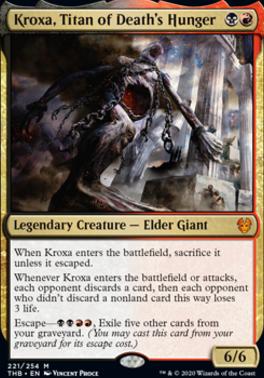 Kroxa, Titan of Death's Hunger
Legendary Creature — Elder Giant
When Kroxa enters the battlefield, sacrifice it
unless it escaped.
Whenever Kroxa enters the battlefield or attacks,
each opponent discards a card, then each opponent
who didn't discard a nonland card this way loses
3 life.
Escape—, Exile five other cards from
your graveyard. (You may cast this card from your
graveyard for its escape cost.)
6/6
221/254 M
THB • EN VINCENT PROCE
™ & © 2020 Wizards of the Coast